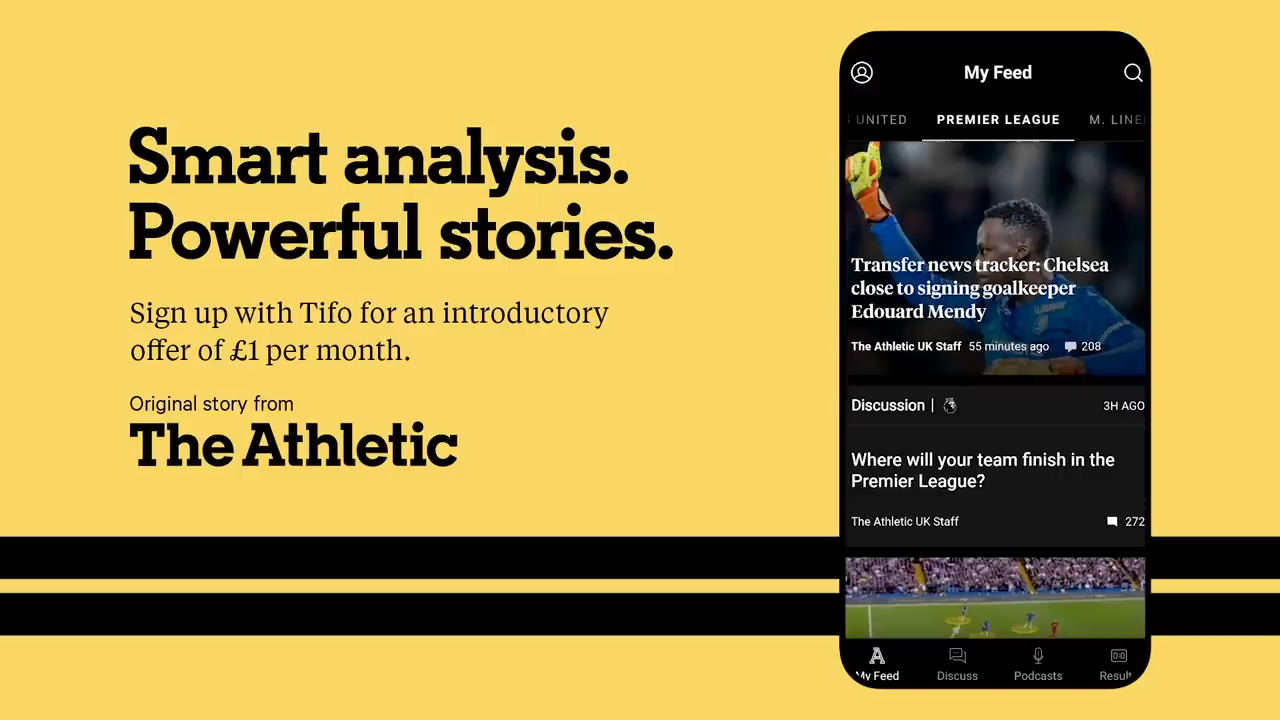 Smart analysis.
Powerful stories.
Sign up with Tifo for an introductory
offer of £1 per month.
Original story from
The Athletic
My Feed
UNITED PREMIER LEAGUE M. LINE
Transfer news tracker: Chelsea
close to signing goalkeeper
Edouard Mendy
The Athletic UK Staff 55 minutes ago 208
Discussion | 3H AGO
Where will your team finish in the
Premier League?
The Athletic UK Staff 272
My Feed Discuss Podcasts Result